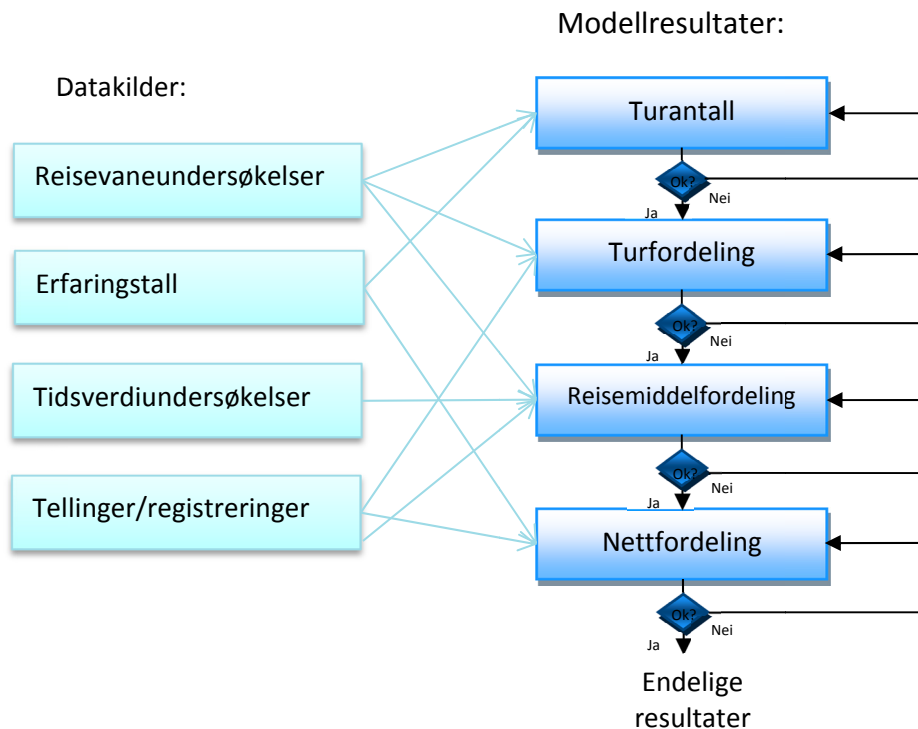 Modellresultater:
Datakilder:
Reisevaneundersøkelser
Erfaringstall
Tidsverdiundersøkelser
Tellinger/registreringer
Turantall
Ok?
Nei
Ja
Turfordeling
Ok?
Nei
Ja
Reisemiddelfordeling
Ok?
Nei
Ja
Nettfordeling
Ok?
Nei
Ja
Endelige
resultater